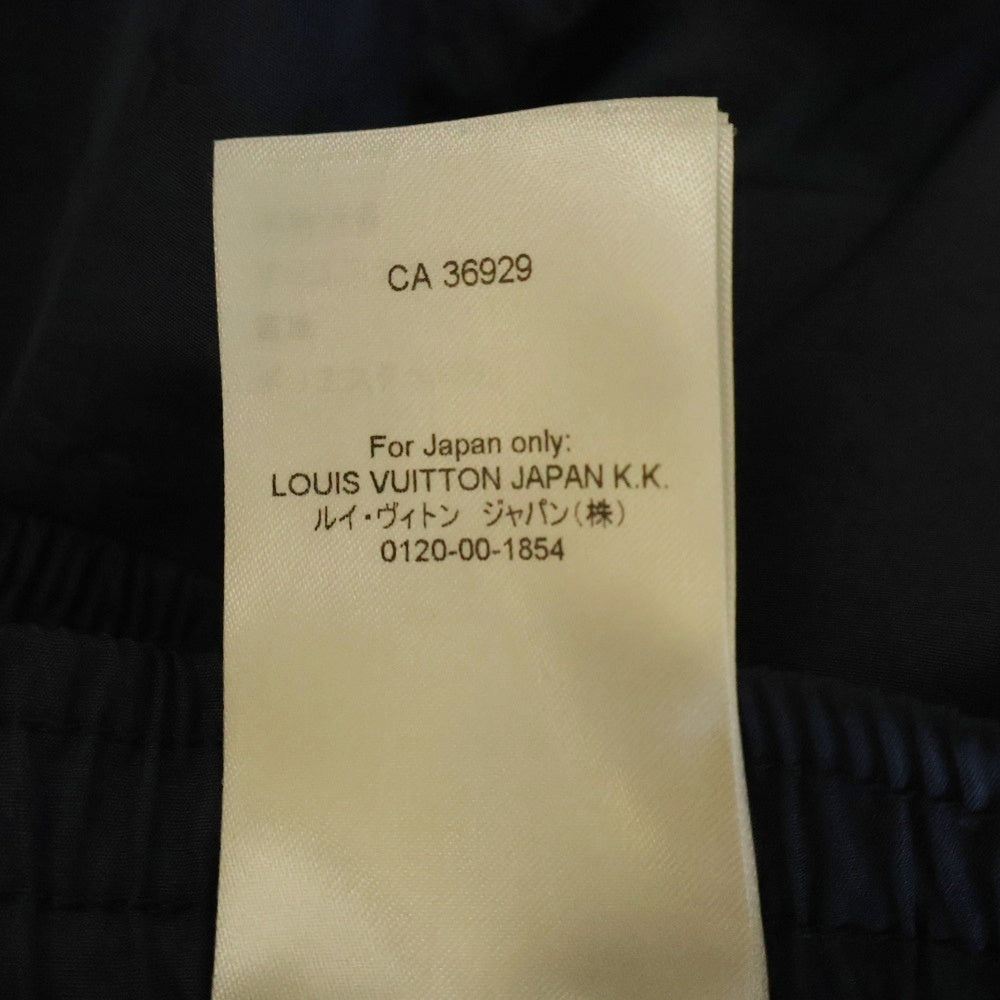 CA 36929
For Japan only:
LOUIS VUITTON JAPAN K.K.
ルイ・ヴィトン ジャパン(株)
0120-00-1854